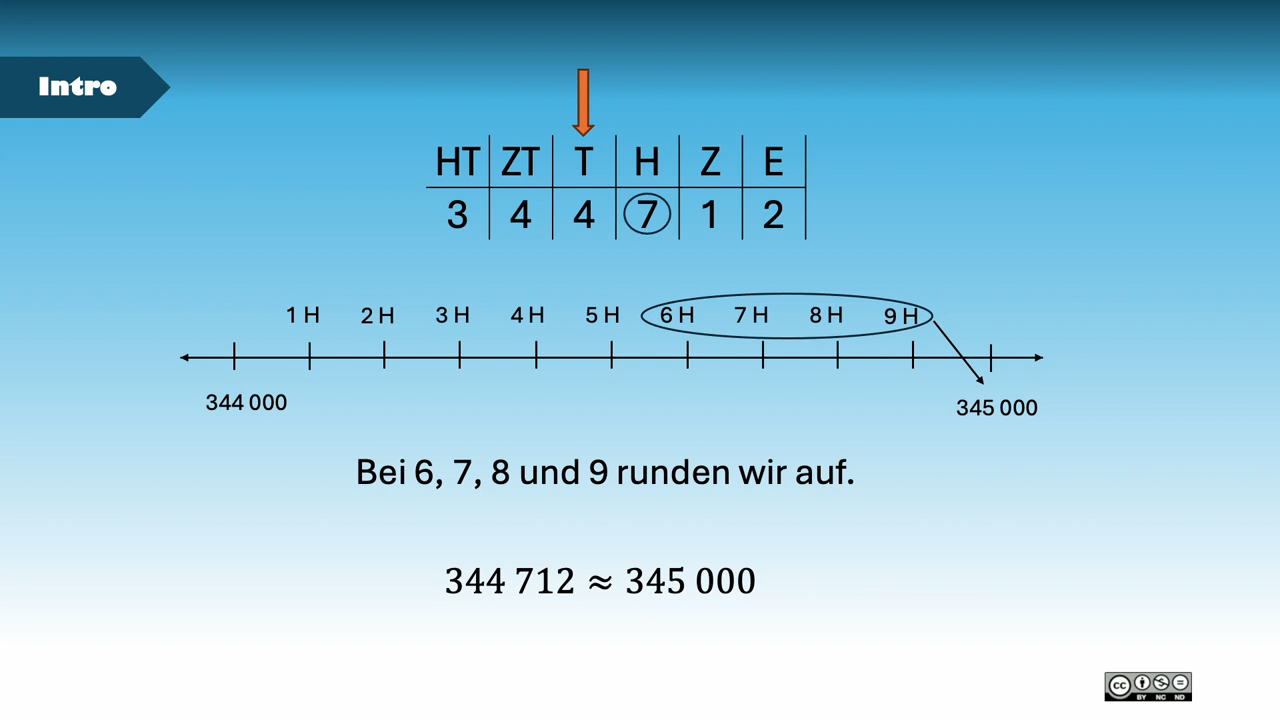 Intro
HT ZT T H Z E
3 4 4 7 1 2
1 H 2 H 3 H 4 H 5 H 6 H 7 H 8 H 9 H
344 000 345 000
Bei 6, 7, 8 und 9 runden wir auf.
344 712 ≈ 345 000
cc BY NC ND